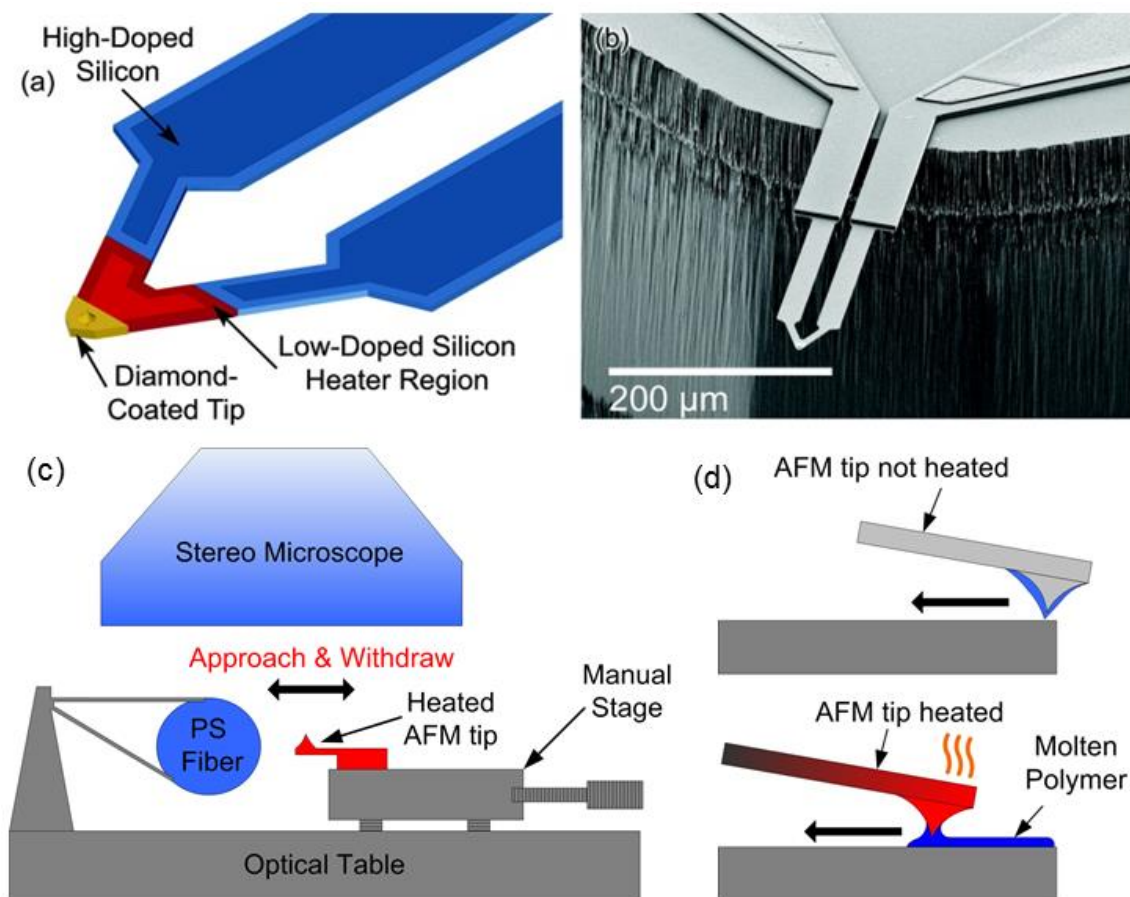 High-Doped
Silicon
(a)
Low-Doped Silicon
Heater Region
Diamond-
Coated Tip
(b)
200 µm
(c)
Stereo Microscope
Approach & Withdraw
Manual
Stage
Heated
AFM tip
PS
Fiber
Optical Table
(d)
AFM tip not heated
AFM tip heated
Molten
Polymer